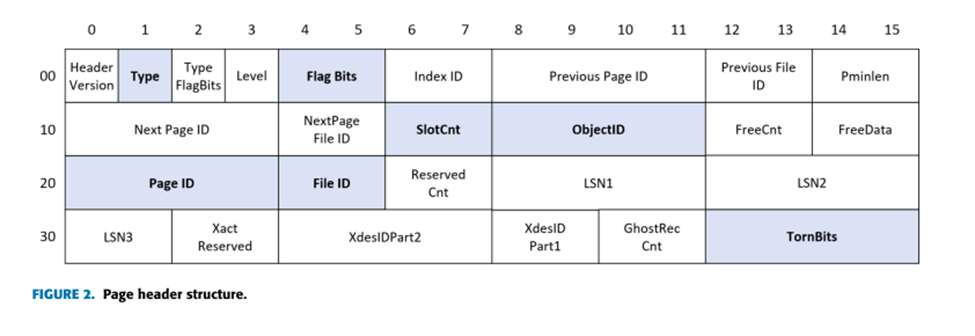 0 1 2 3 4 5 6 7 8 9 10 11 12 13 14 15
00 Header Version Type Type FlagBits Level Flag Bits Index ID Previous Page ID Previous File ID Pminlen
10 Next Page ID NextPage File ID SlotCnt ObjectID FreeCnt FreeData
20 Page ID File ID Reserved Cnt LSN1 LSN2
30 LSN3 Xact Reserved XdesIDPart2 XdesID Part1 GhostRec Cnt TornBits
FIGURE 2. Page header structure.